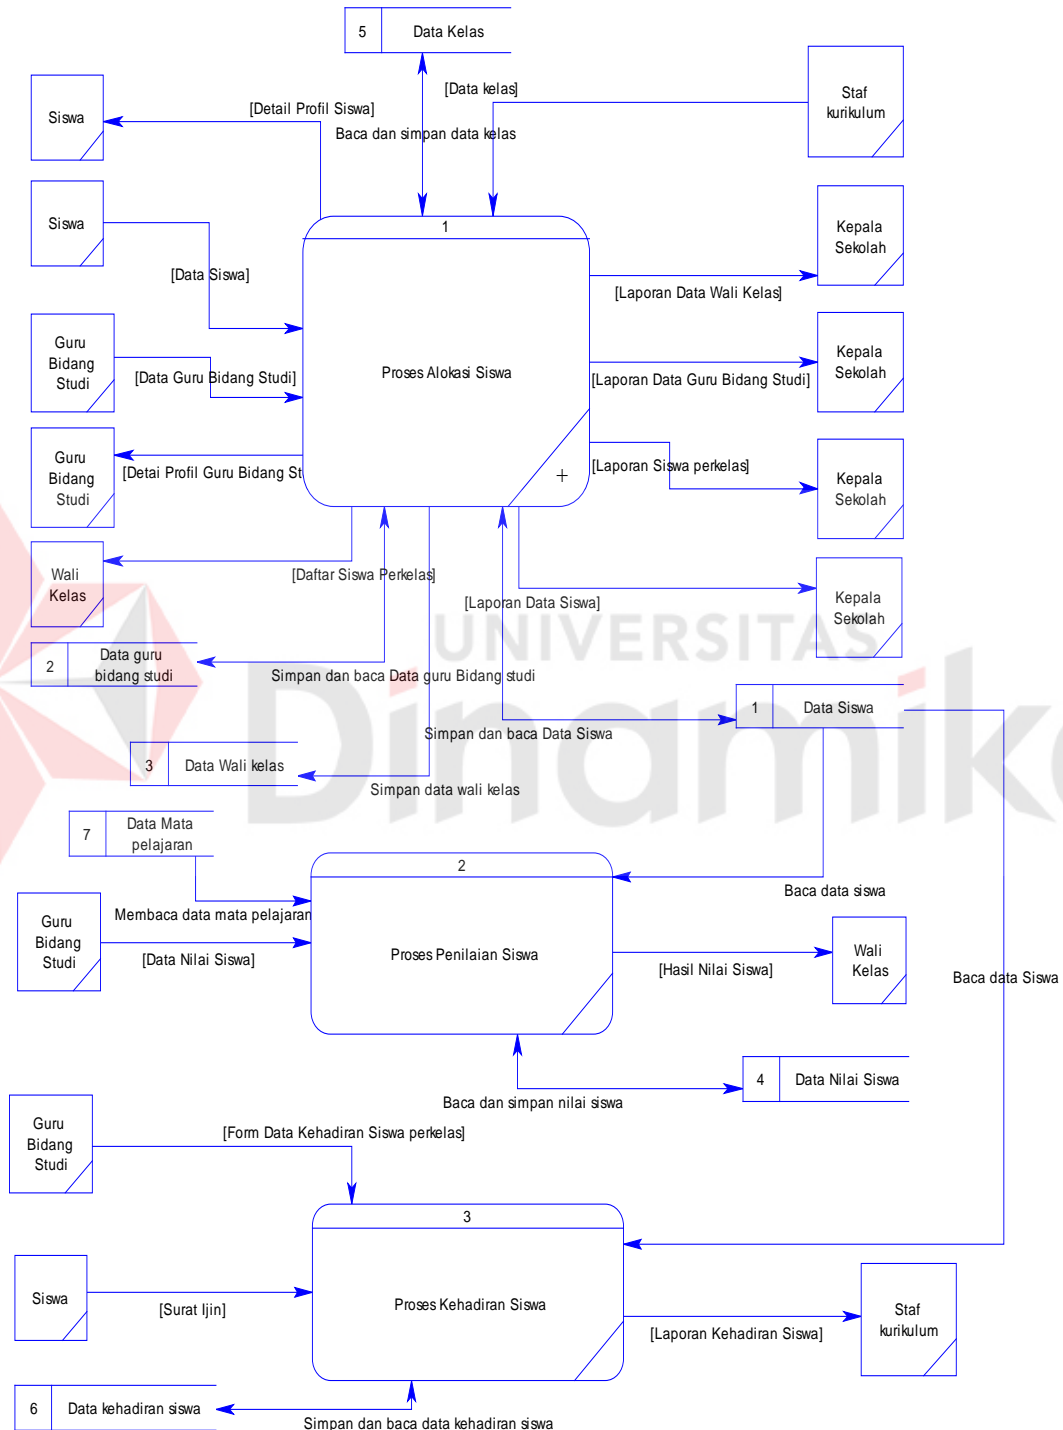 5
Data Kelas
[Data kelas]
Staf
kurikulum
Siswa
[Detail Profil Siswa]
Baca dan simpan data kelas
Siswa
[Data Siswa]
1
Kepala
Sekolah
[Laporan Data Wali Kelas]
Guru
Bidang
Studi
[Data Guru Bidang Studi]
Proses Alokasi Siswa
Kepala
Sekolah
[Laporan Data Guru Bidang Studi]
Guru
Bidang
Studi
[Detai Profil Guru Bidang St
[Laporan Siswa perkelas]
Kepala
Sekolah
Wali
Kelas
[Daftar Siswa Perkelas]
[Laporan Data Siswa]
Kepala
Sekolah
UNIVERSITAS
Dinamika
2
Data guru
bidang studi
Simpan dan baca Data guru Bidang studi
1
Data Siswa
Simpan dan baca Data Siswa
3
Data Wali kelas
Simpan data wali kelas
7
Data Mata
pelajaran
2
Baca data siswa
Membaca data mata pelajaran
Guru
Bidang
Studi
[Data Nilai Siswa]
Proses Penilaian Siswa
[Hasil Nilai Siswa]
Wali
Kelas
Baca data Siswa
4
Data Nilai Siswa
Baca dan simpan nilai siswa
Guru
Bidang
Studi
[Form Data Kehadiran Siswa perkelas]
3
Siswa
[Surat Ijin]
Proses Kehadiran Siswa
[Laporan Kehadiran Siswa]
Staf
kurikulum
6
Data kehadiran siswa
Simpan dan baca data kehadiran siswa